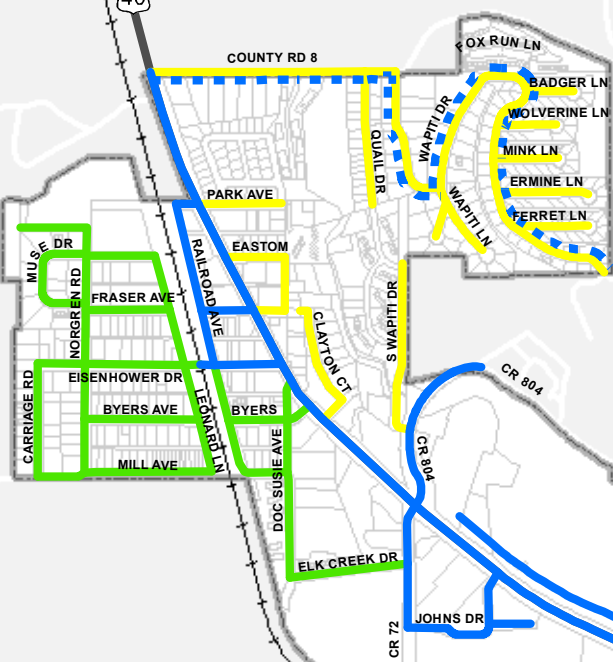 40
COUNTY RD 8
FOX RUN LN
BADGER LN
WOLVERINE LN
WAPITI DR
MINK LN
QUAIL DR
ERMINE LN
PARK AVE
WAPITI LN
FERRET LN
MUSE DR
RAILROAD AVE
EASTOM
NORGREN RD
FRASER AVE
S WAPITI DR
CLAYTON CT
EISENHOWER DR
CR 804
CARRIAGE RD
BYERS AVE
LEONARD LN
BYERS
CR 804
MILL AVE
DOC SUSIE AVE
ELK CREEK DR
JOHNS DR
CR 72